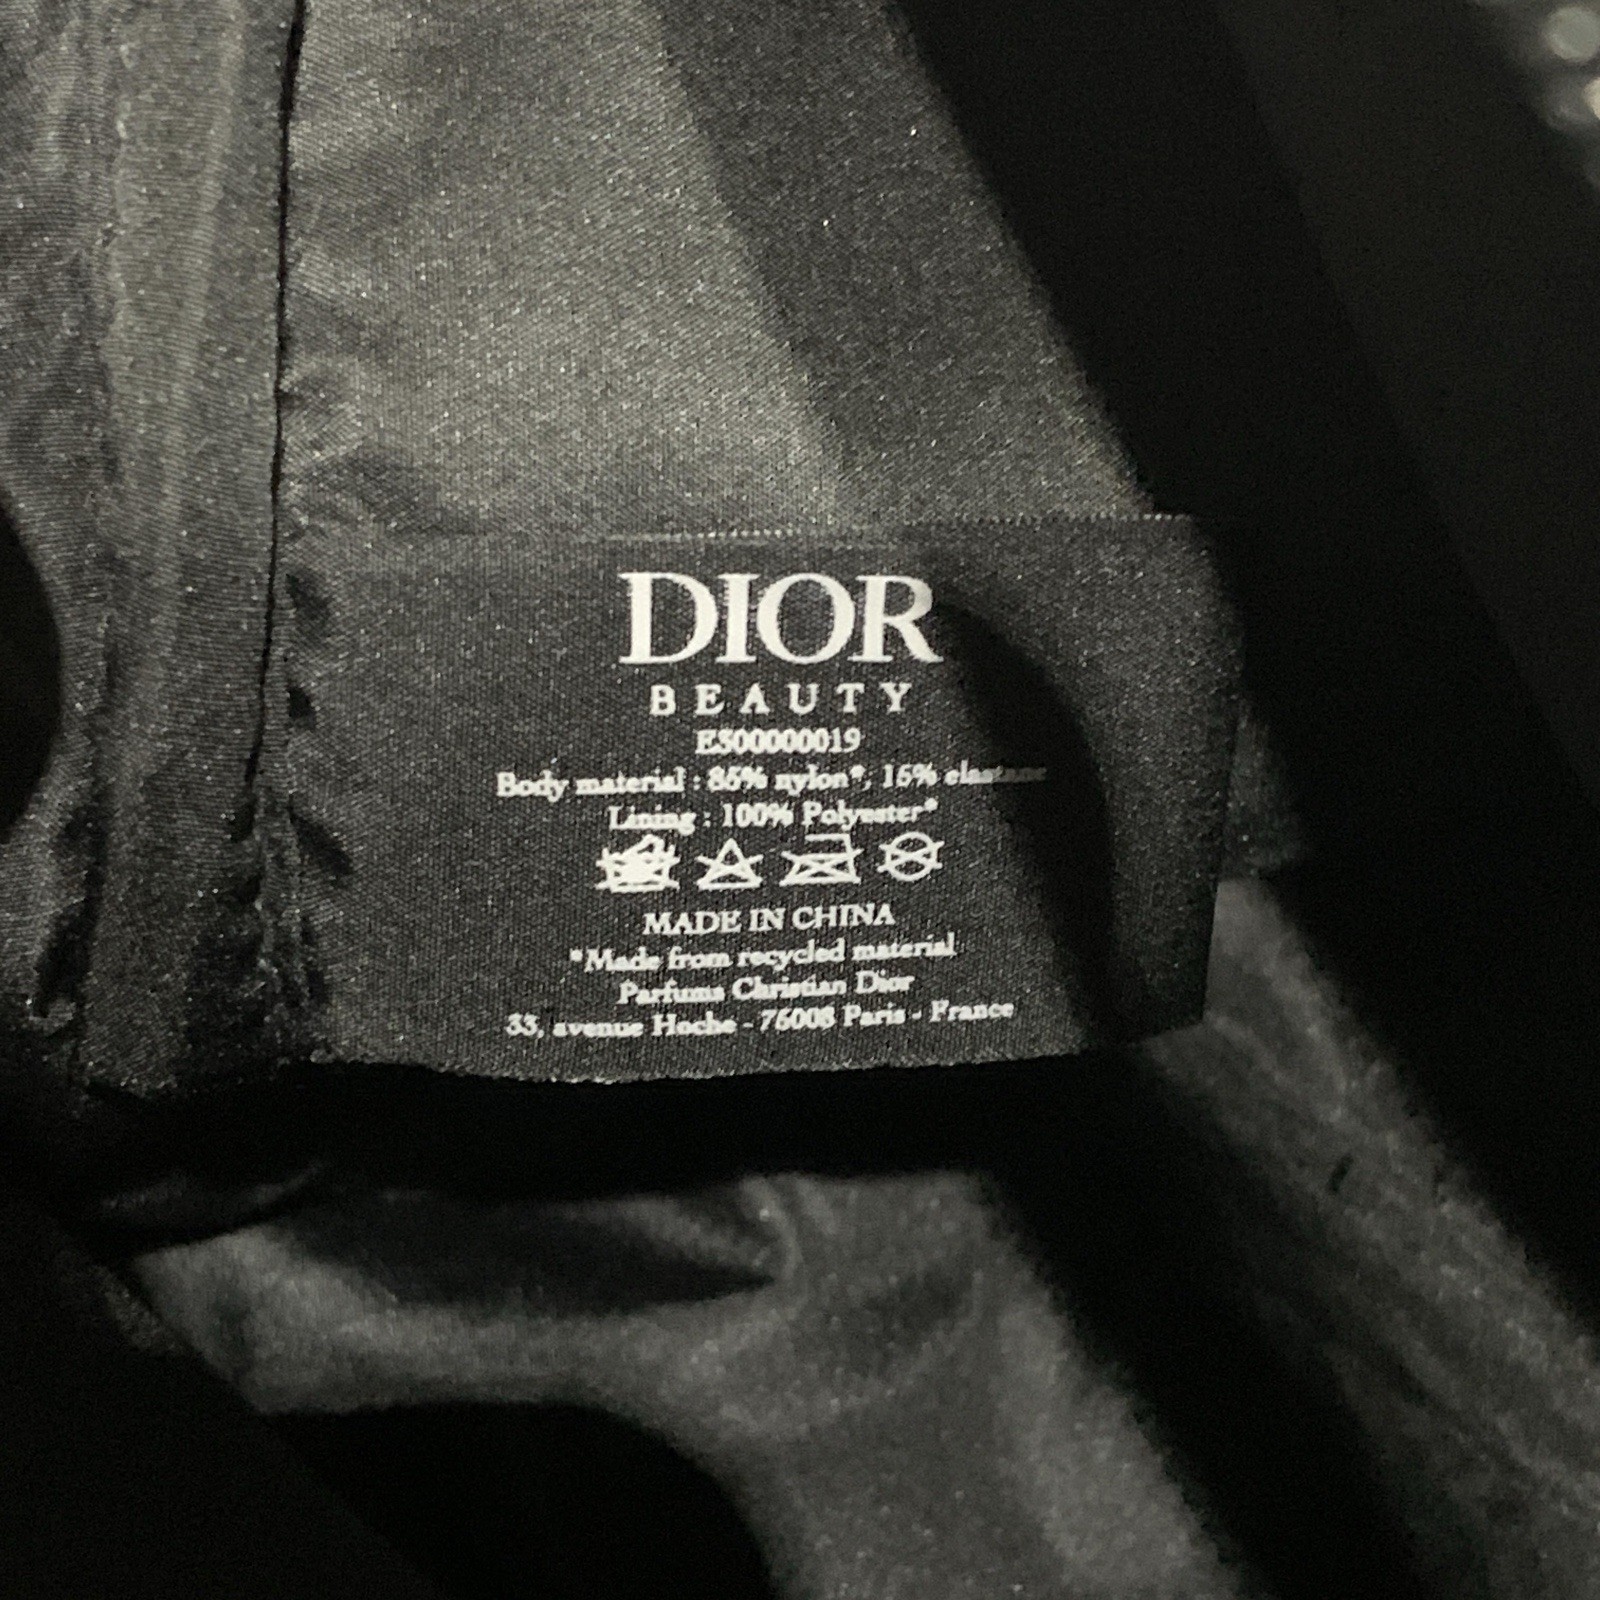 DIOR
BEAUTY
ES00000019
Body material : 85% nylon*, 15% elastane
Lining : 100% Polyester*
MADE IN CHINA
*Made from recycled material
Parfums Christian Dior
33, avenue Hoche - 75008 Paris - France